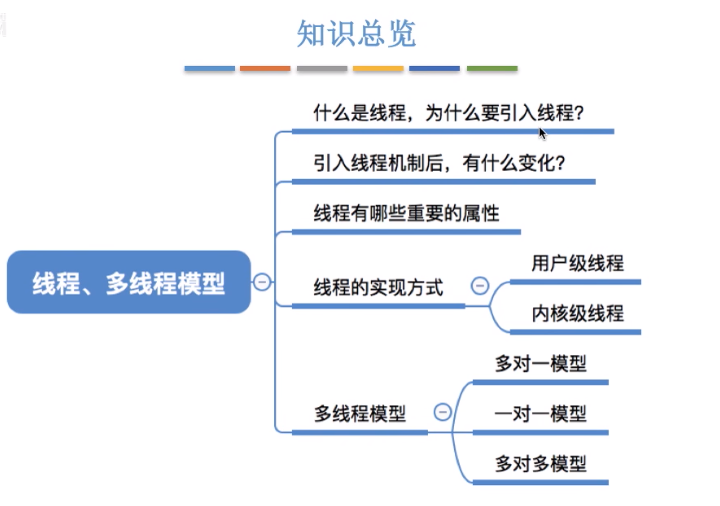 知识总览
什么是线程，为什么要引入线程？
引入线程机制后，有什么变化？
线程有哪些重要的属性
线程、多线程模型
线程的实现方式
用户级线程
内核级线程
多线程模型
多对一模型
一对一模型
多对多模型